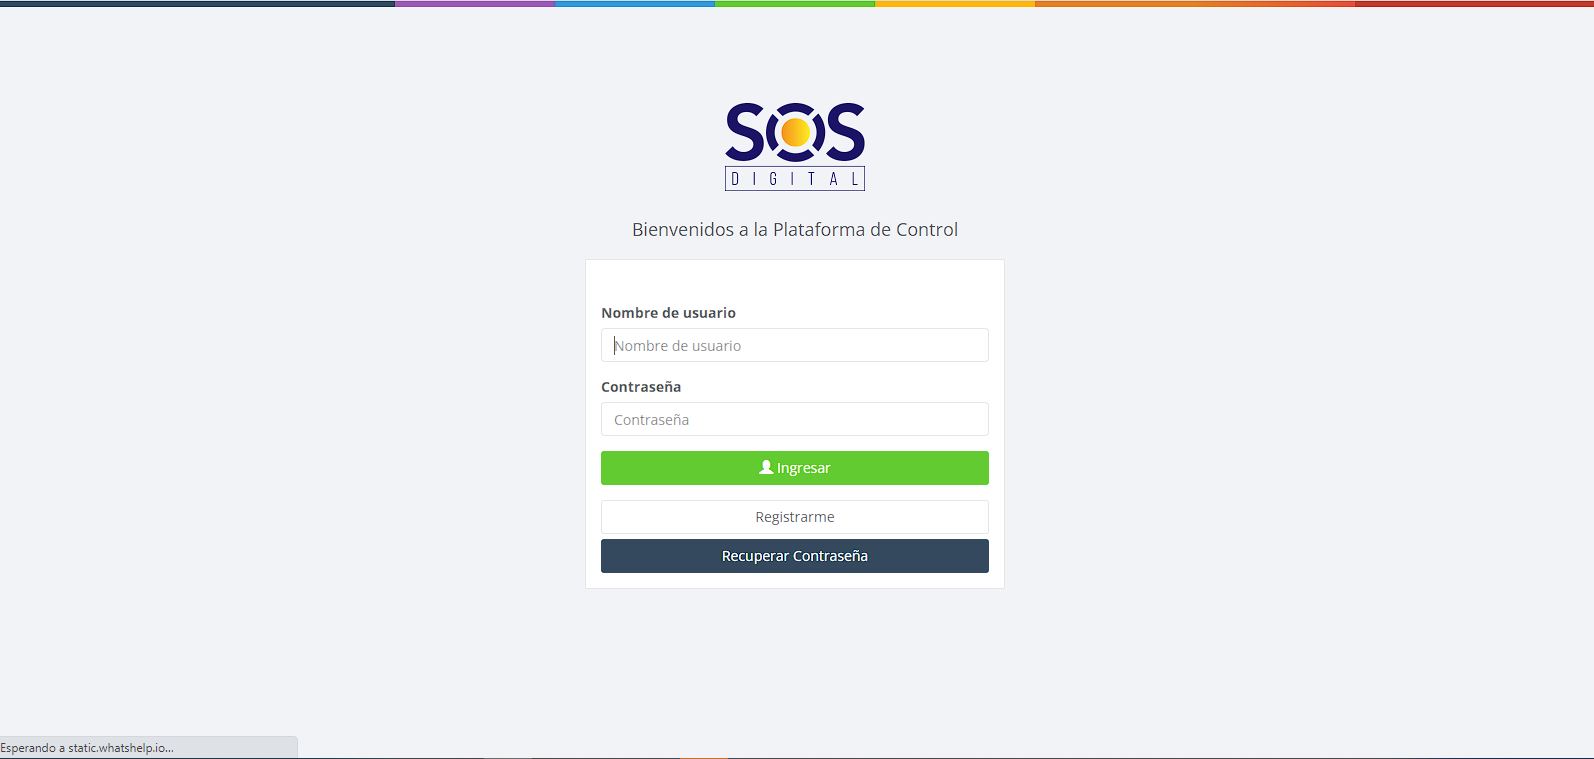 SOS
DIGITAL
Bienvenidos a la Plataforma de Control
Nombre de usuario
Nombre de usuario
Contraseña
Contraseña
Ingresar
Registrarme
Recuperar Contraseña
Esperando a static.whatshelp.io...